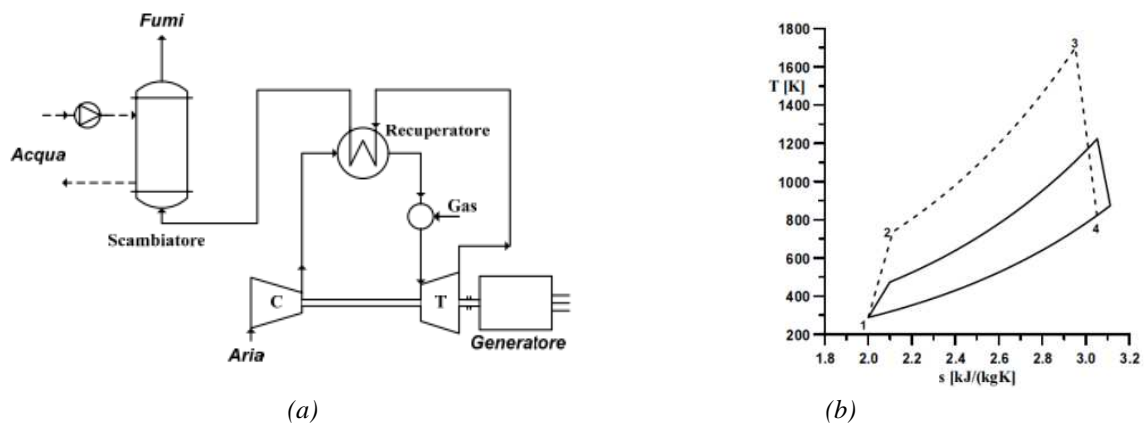 Fumi
Recuperatore
Acqua
Gas
Scambiatore
C
T
Aria
Generatore
(a)
1800
1600
T [K]
1400
1200
1000
800
600
400
200
1
2
3
4
1.8 2.0 2.2 2.4 2.6 2.8 3.0 3.2
s [kJ/(kgK]
(b)